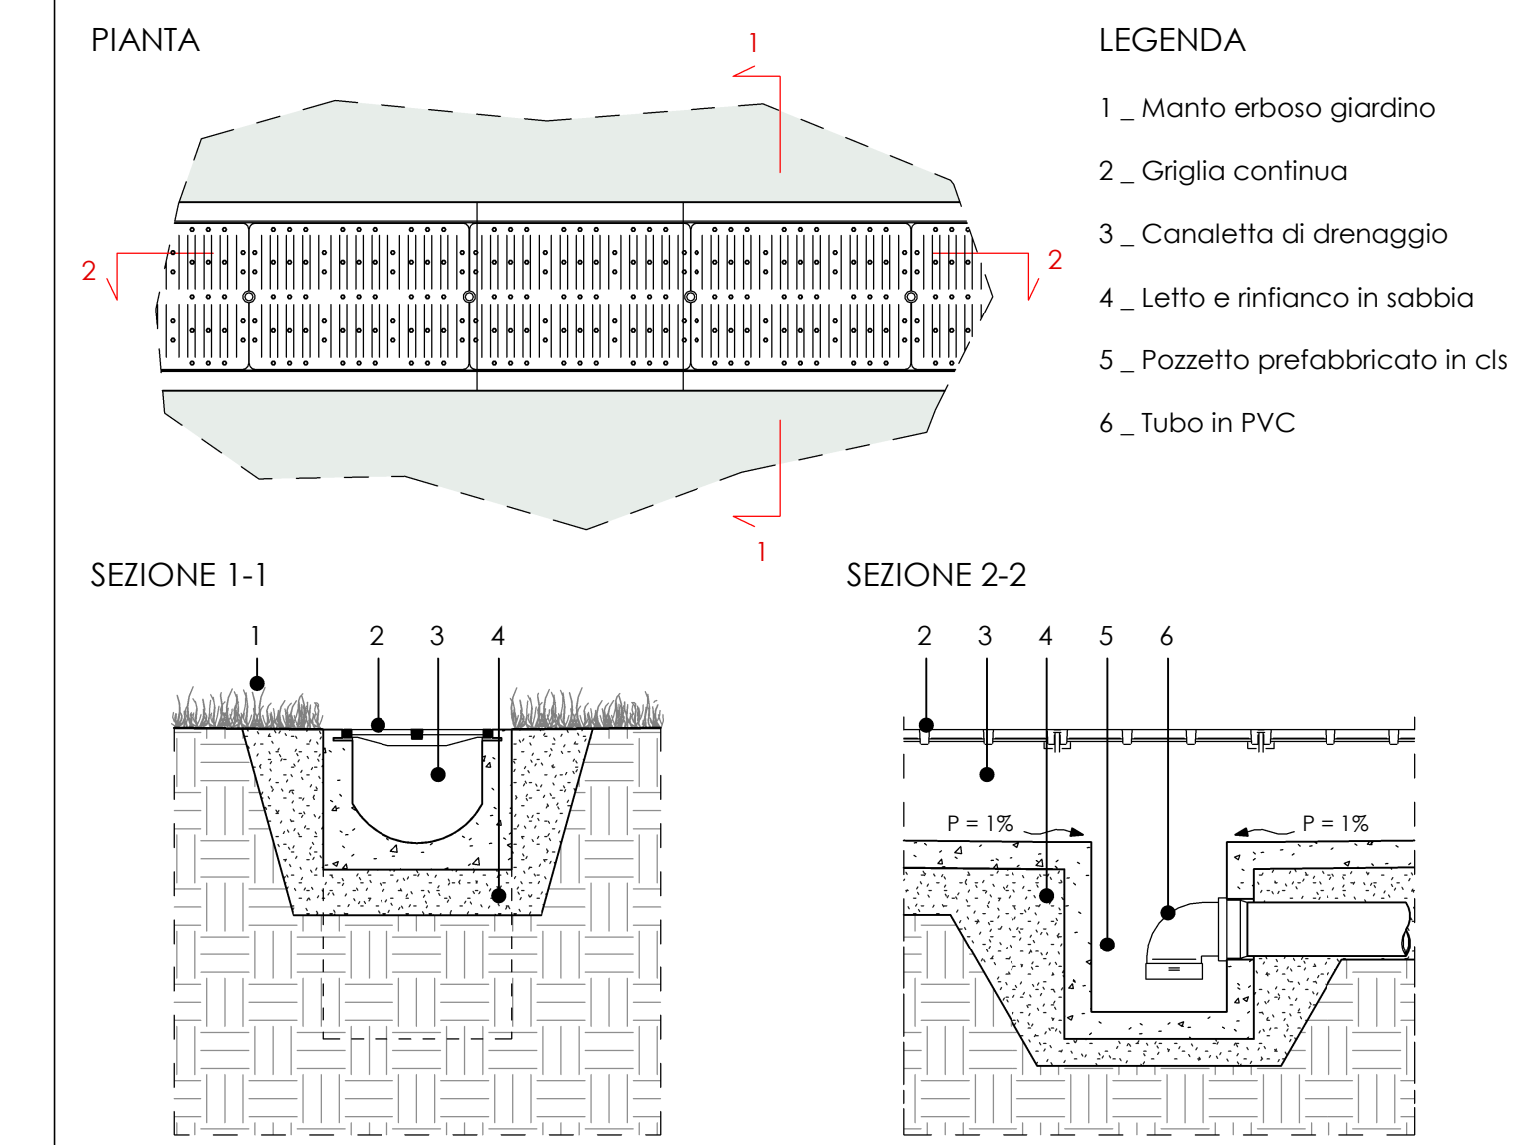 PIANTA
1
2
2
1
LEGENDA
1 _ Manto erboso giardino
2 _ Griglia continua
3 _ Canaletta di drenaggio
4 _ Letto e rinfianco in sabbia
5 _ Pozzetto prefabbricato in cls
6 _ Tubo in PVC
SEZIONE 1-1
1 2 3 4
SEZIONE 2-2
2 3 4 5 6
P = 1% P = 1%